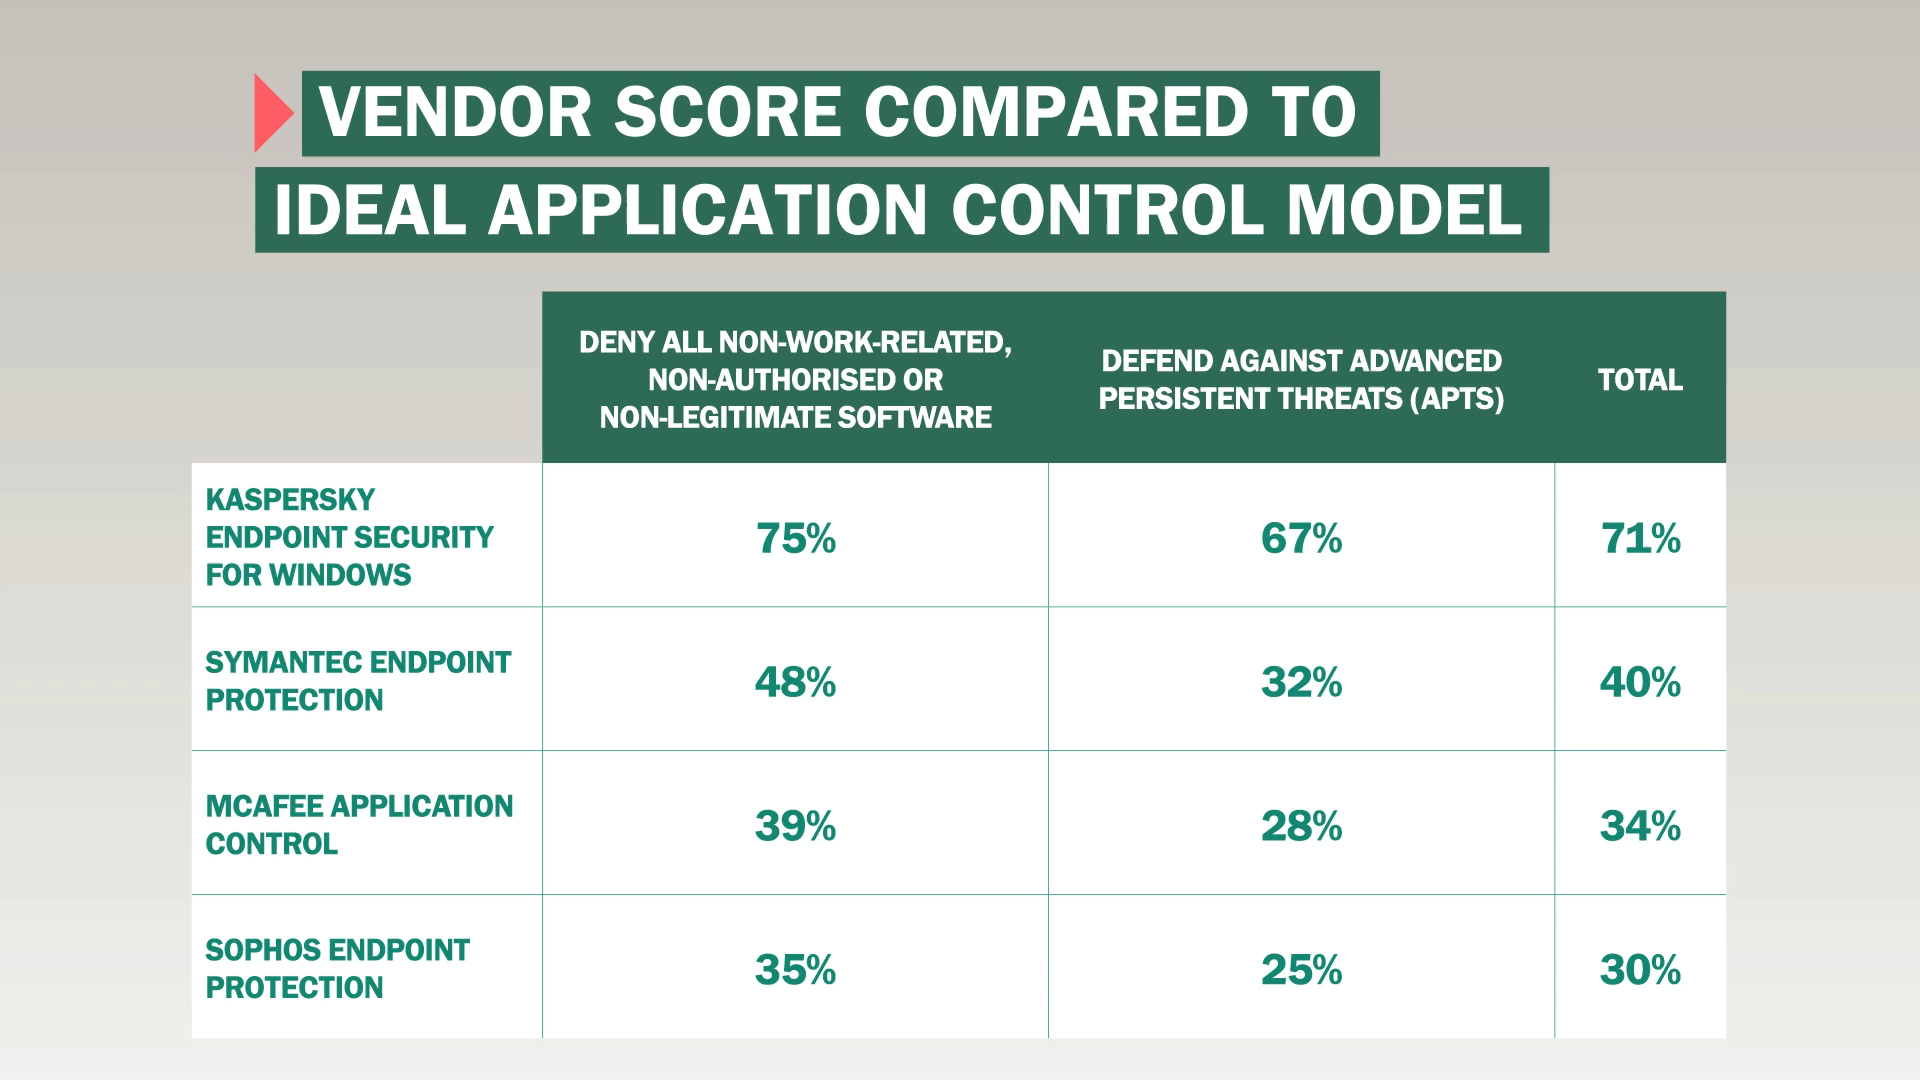 VENDOR SCORE COMPARED TO
IDEAL APPLICATION CONTROL MODEL
DENY ALL NON-WORK-RELATED,
NON-AUTHORISED OR
NON-LEGITIMATE SOFTWARE
DEFEND AGAINST ADVANCED
PERSISTENT THREATS (APTS)
TOTAL
KASPERSKY
ENDPOINT SECURITY
FOR WINDOWS
75%
67%
71%
SYMANTEC ENDPOINT
PROTECTION
48%
32%
40%
MCAFEE APPLICATION
CONTROL
39%
28%
34%
SOPHOS ENDPOINT
PROTECTION
35%
25%
30%